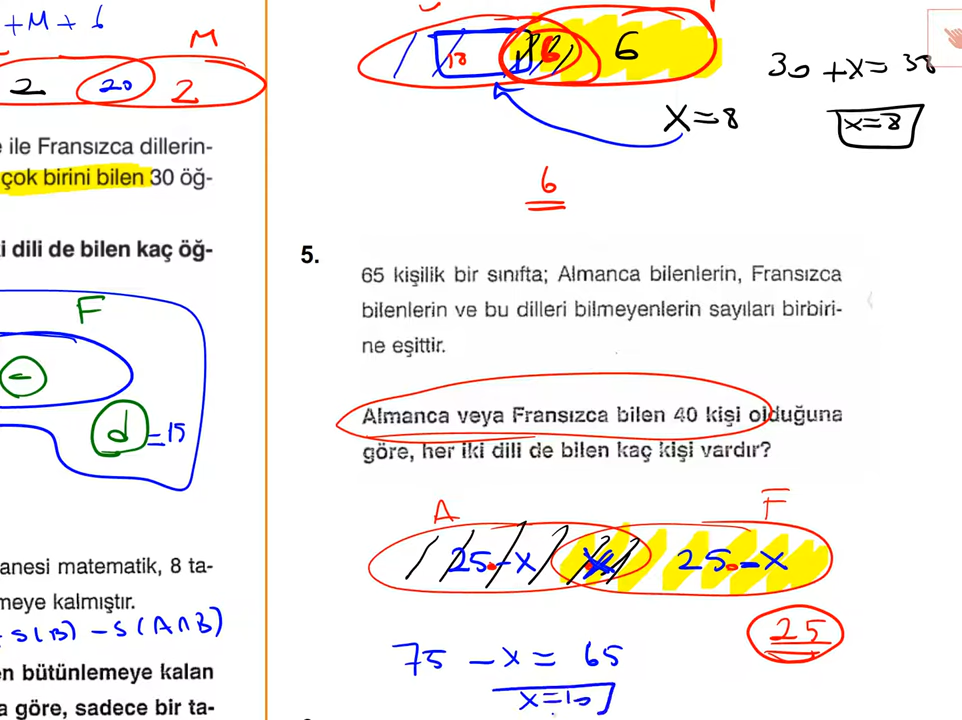 +M+6
M
2 20 2
e ile Fransızca dillerin-
çok birini bilen 30 öğ-
i dili de bilen kaç öğ-
F
d =15
anesi matematik, 8 ta-
meye kalmıştır.
S(B) - S(A∩B)
en bütünlemeye kalan
a göre, sadece bir ta-
18 6 6
30 +x= 38
x=8
x=8
6
5.
65 kişilik bir sınıfta; Almanca bilenlerin, Fransızca
bilenlerin ve bu dilleri bilmeyenlerin sayıları birbiri-
ne eşittir.
Almanca veya Fransızca bilen 40 kişi olduğuna
göre, her iki dili de bilen kaç kişi vardır?
A F
25-x x 25-x
25
75 -x = 65
x=10